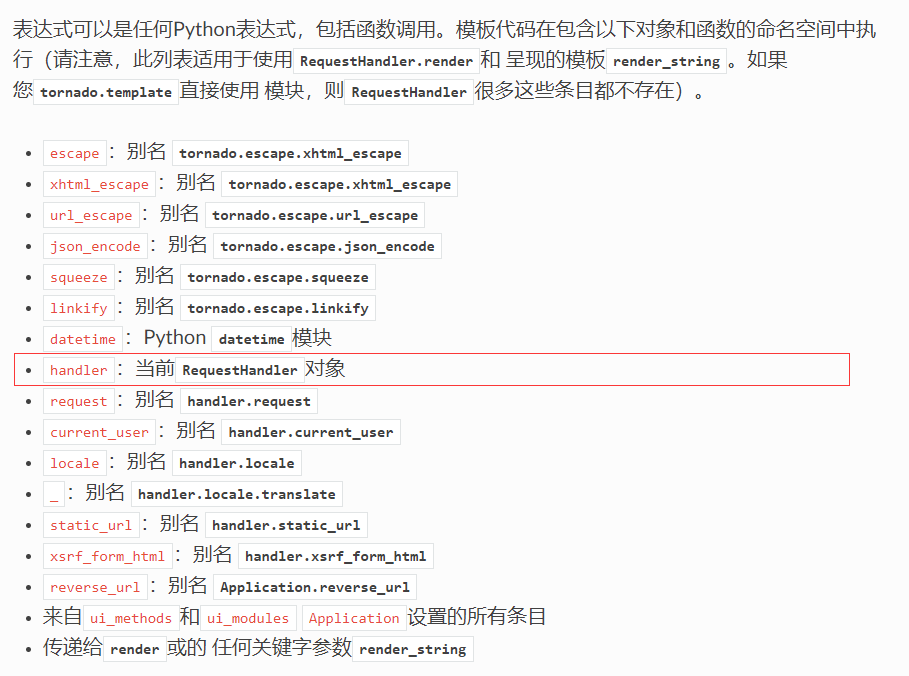 表达式可以是任何Python表达式，包括函数调用。模板代码在包含以下对象和函数的命名空间中执
行（请注意，此列表适用于使用 RequestHandler.render 和 呈现的模板 render_string 。如果
您 tornado.template 直接使用 模块，则 RequestHandler 很多这些条目都不存在）。
• escape ：别名 tornado.escape.xhtml_escape
• xhtml_escape ：别名 tornado.escape.xhtml_escape
• url_escape ：别名 tornado.escape.url_escape
• json_encode ：别名 tornado.escape.json_encode
• squeeze ：别名 tornado.escape.squeeze
• linkify ：别名 tornado.escape.linkify
• datetime ：Python datetime 模块
• handler ：当前 RequestHandler 对象
• request ：别名 handler.request
• current_user ：别名 handler.current_user
• locale ：别名 handler.locale
• _ ：别名 handler.locale.translate
• static_url ：别名 handler.static_url
• xsrf_form_html ：别名 handler.xsrf_form_html
• reverse_url ：别名 Application.reverse_url
• 来自 ui_methods 和 ui_modules Application 设置的所有条目
• 传递给 render 或的 任何关键字参数 render_string